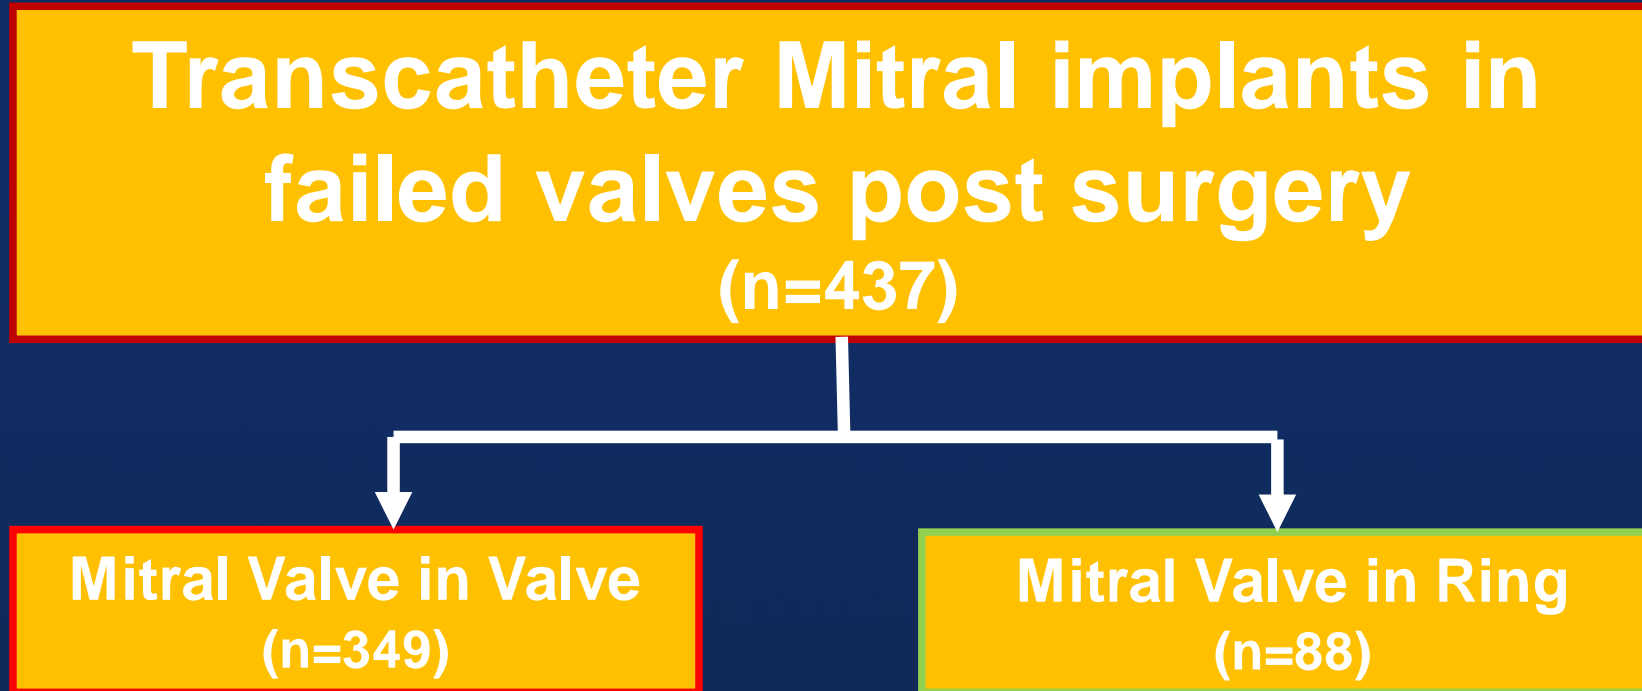 Transcatheter Mitral implants in
failed valves post surgery
(n=437)
Mitral Valve in Valve
(n=349)
Mitral Valve in Ring
(n=88)